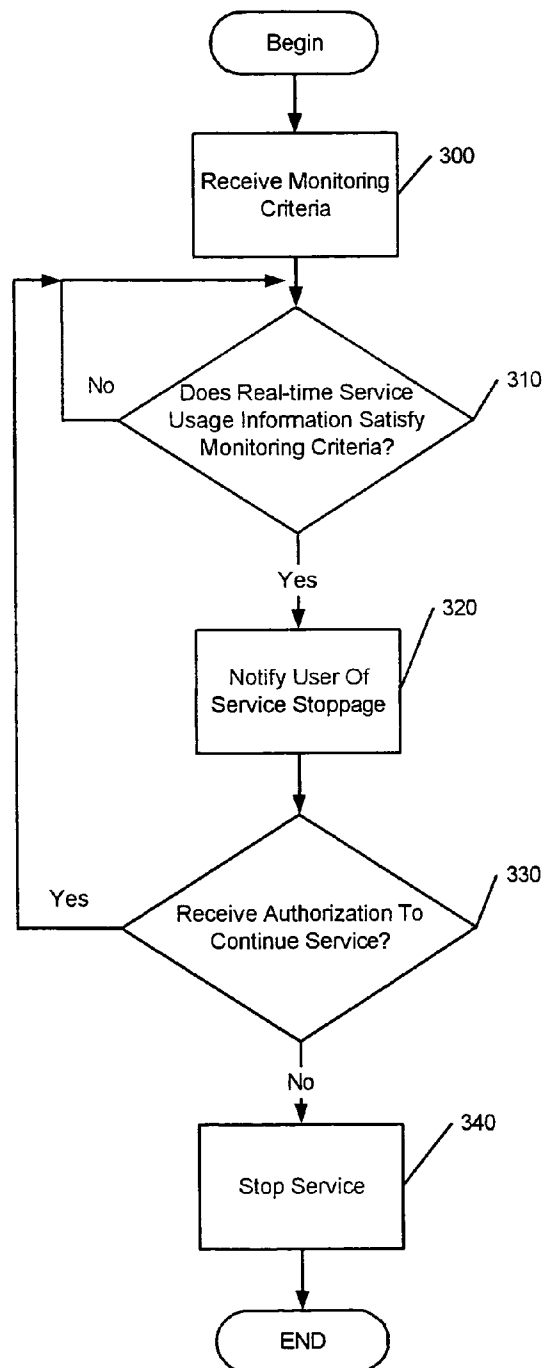 Begin
300
Receive Monitoring
Criteria
310
No
Does Real-time Service
Usage Information Satisfy
Monitoring Criteria?
Yes
320
Notify User Of
Service Stoppage
330
Yes
Receive Authorization To
Continue Service?
No
340
Stop Service
END